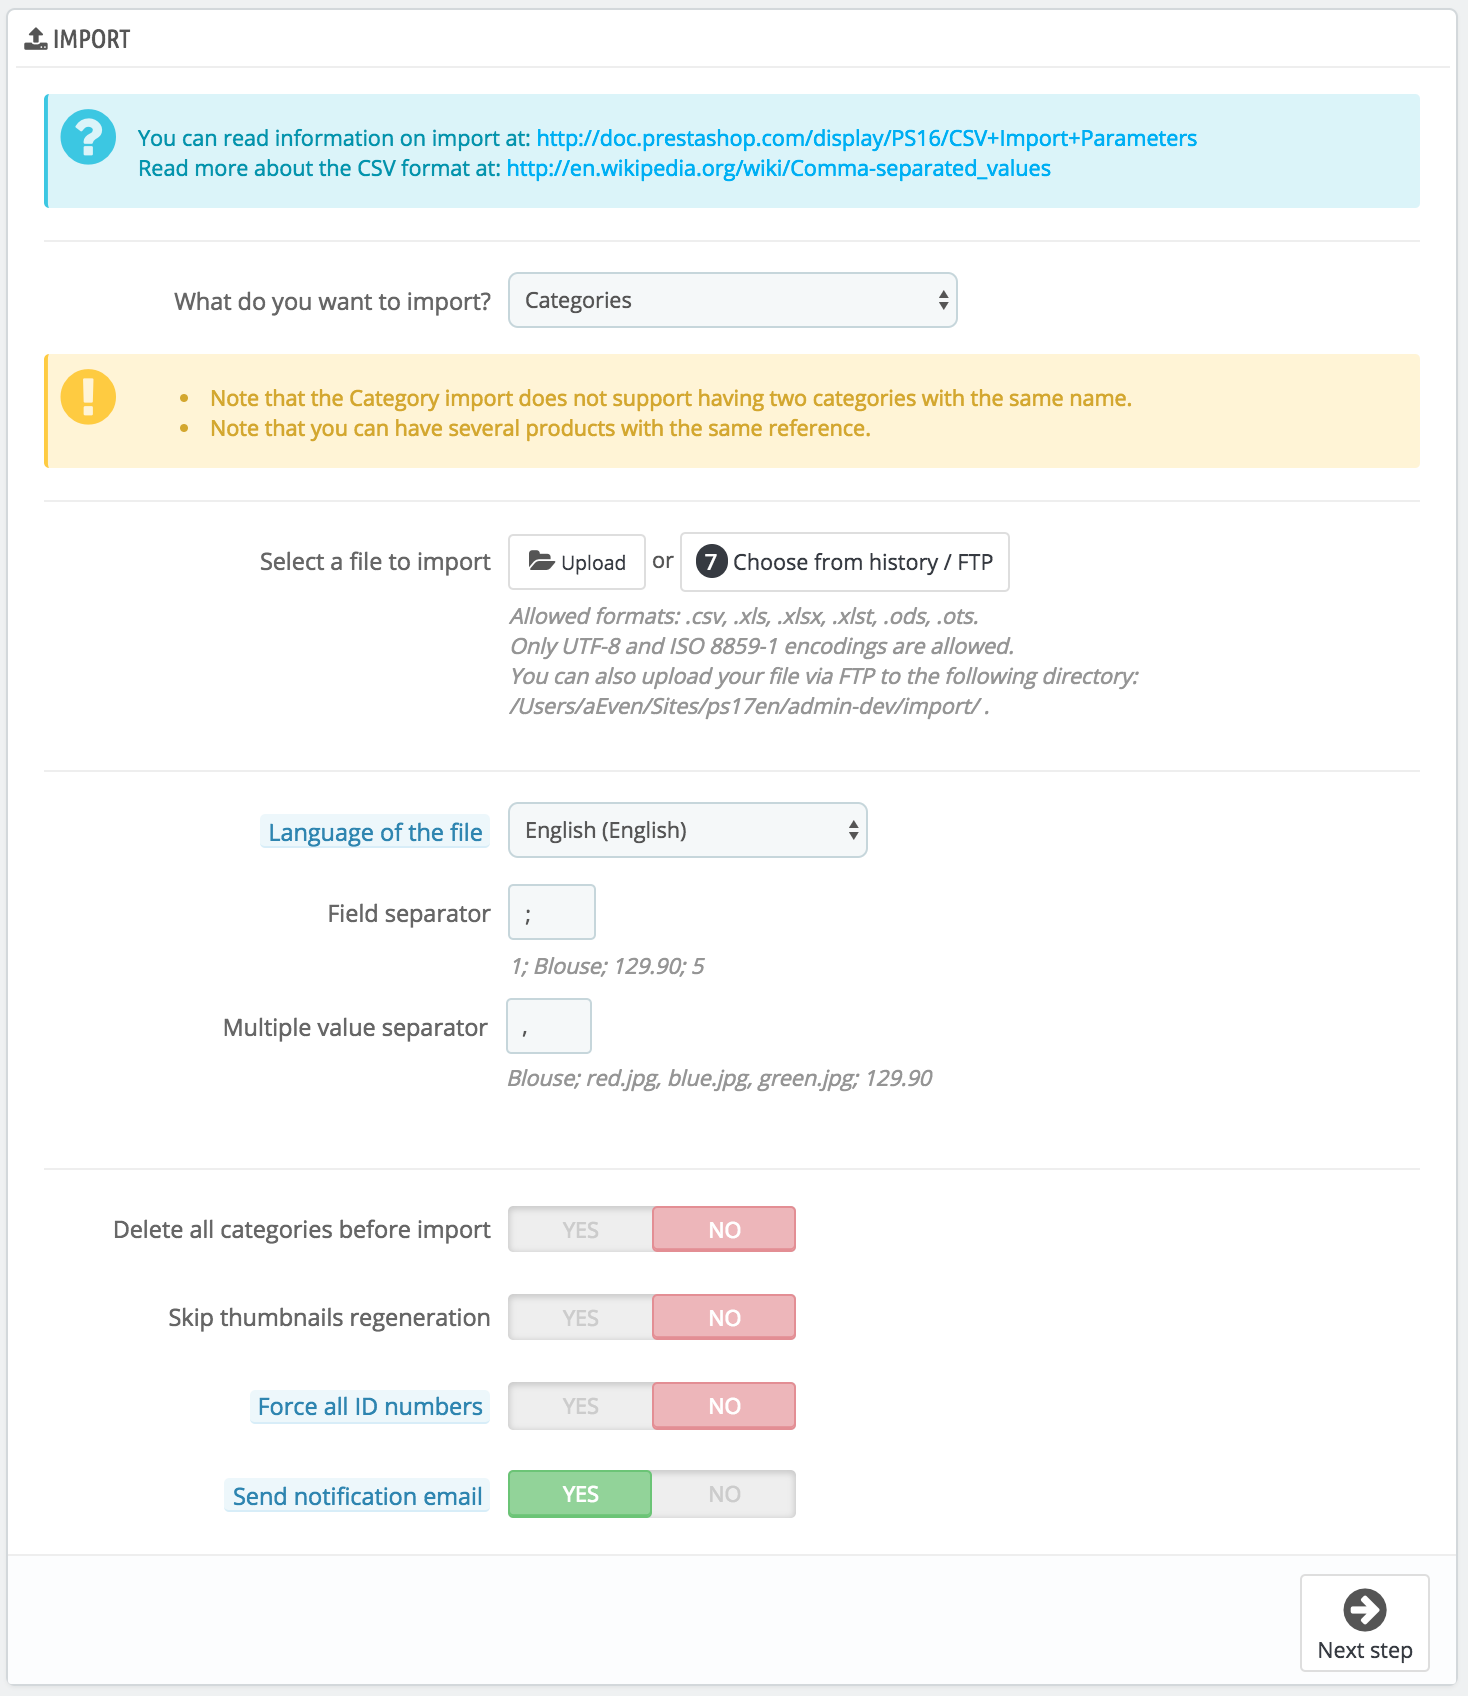 IMPORT
You can read information on import at: http://doc.prestashop.com/display/PS16/CSV+Import+Parameters
Read more about the CSV format at: http://en.wikipedia.org/wiki/Comma-separated_values
What do you want to import? Categories
• Note that the Category import does not support having two categories with the same name.
• Note that you can have several products with the same reference.
Select a file to import Upload or 7 Choose from history / FTP
Allowed formats: .csv, .xls, .xlsx, .xlst, .ods, .ots.
Only UTF-8 and ISO 8859-1 encodings are allowed.
You can also upload your file via FTP to the following directory:
/Users/aEven/Sites/ps17en/admin-dev/import/ .
Language of the file English (English)
Field separator ;
1; Blouse; 129.90; 5
Multiple value separator ,
Blouse; red.jpg, blue.jpg, green.jpg; 129.90
Delete all categories before import YES NO
Skip thumbnails regeneration YES NO
Force all ID numbers YES NO
Send notification email YES NO
Next step